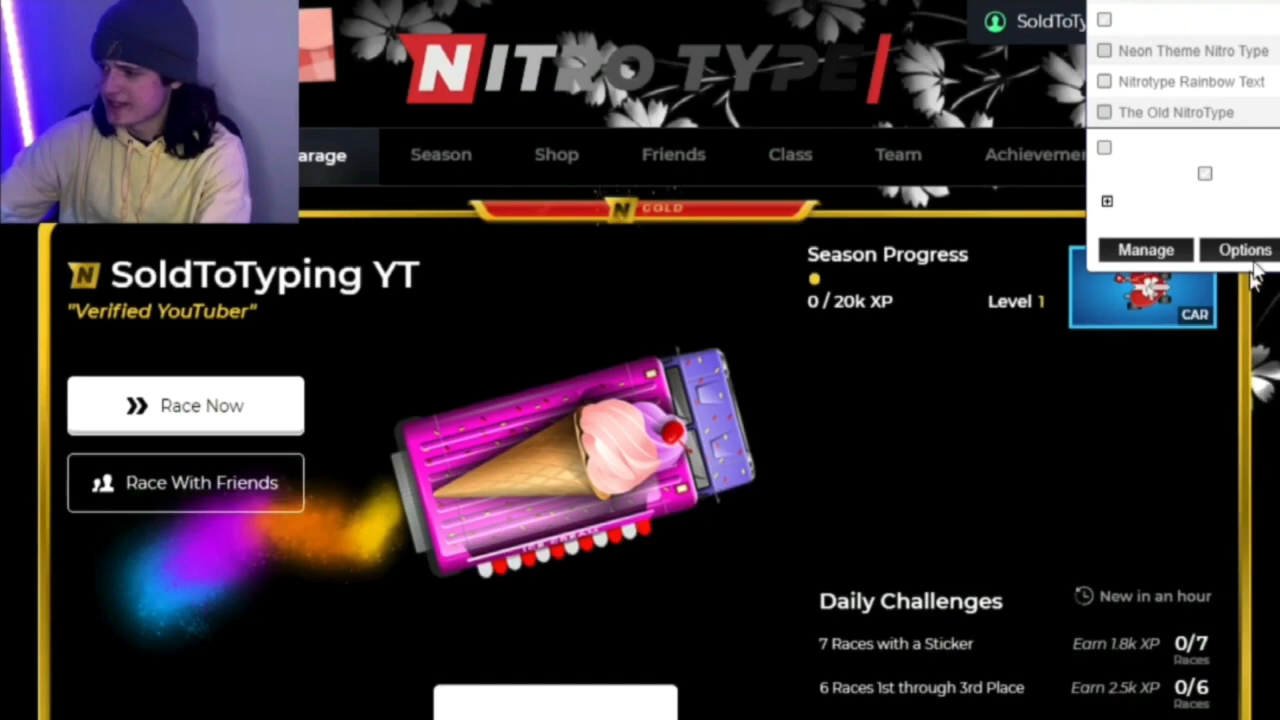 NITRO TYPE
SoldToTy
Neon Theme Nitro Type
Nitrotype Rainbow Text
The Old NitroType
Manage
Options
arage
Season
Shop
Friends
Class
Team
Achievemen
N GOLD
N SoldToTyping YT
"Verified YouTuber"
Season Progress
0 / 20k XP
Level 1
CAR
Race Now
Race With Friends
ICE CREAM
Daily Challenges
New in an hour
7 Races with a Sticker
Earn 1.8k XP
0/7
Races
6 Races 1st through 3rd Place
Earn 2.5k XP
0/6
Races